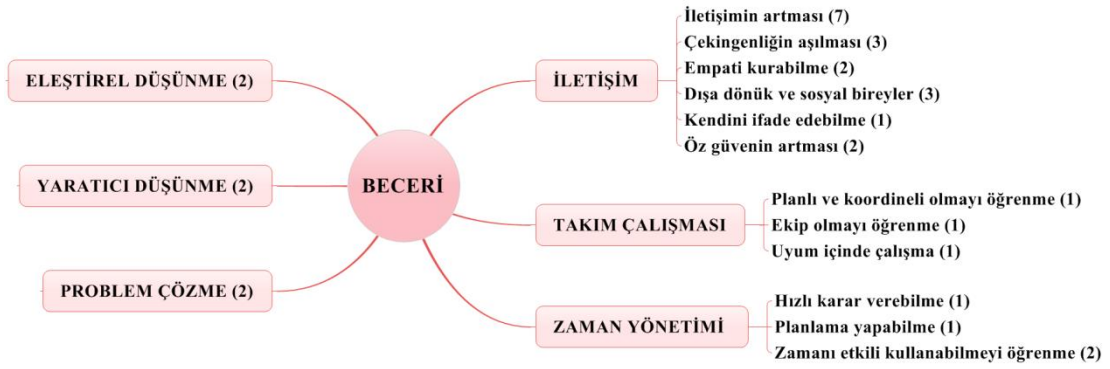 ELEŞTİREL DÜŞÜNME (2)
YARATICI DÜŞÜNME (2)
PROBLEM ÇÖZME (2)
BECERİ
İLETİŞİM
İletişimin artması (7)
Çekingenliğin aşılması (3)
Empati kurabilme (2)
Dışa dönük ve sosyal bireyler (3)
Kendini ifade edebilme (1)
Öz güvenin artması (2)
TAKIM ÇALIŞMASI
Planlı ve koordineli olmayı öğrenme (1)
Ekip olmayı öğrenme (1)
Uyum içinde çalışma (1)
ZAMAN YÖNETİMİ
Hızlı karar verebilme (1)
Planlama yapabilme (1)
Zamanı etkili kullanabilmeyi öğrenme (2)